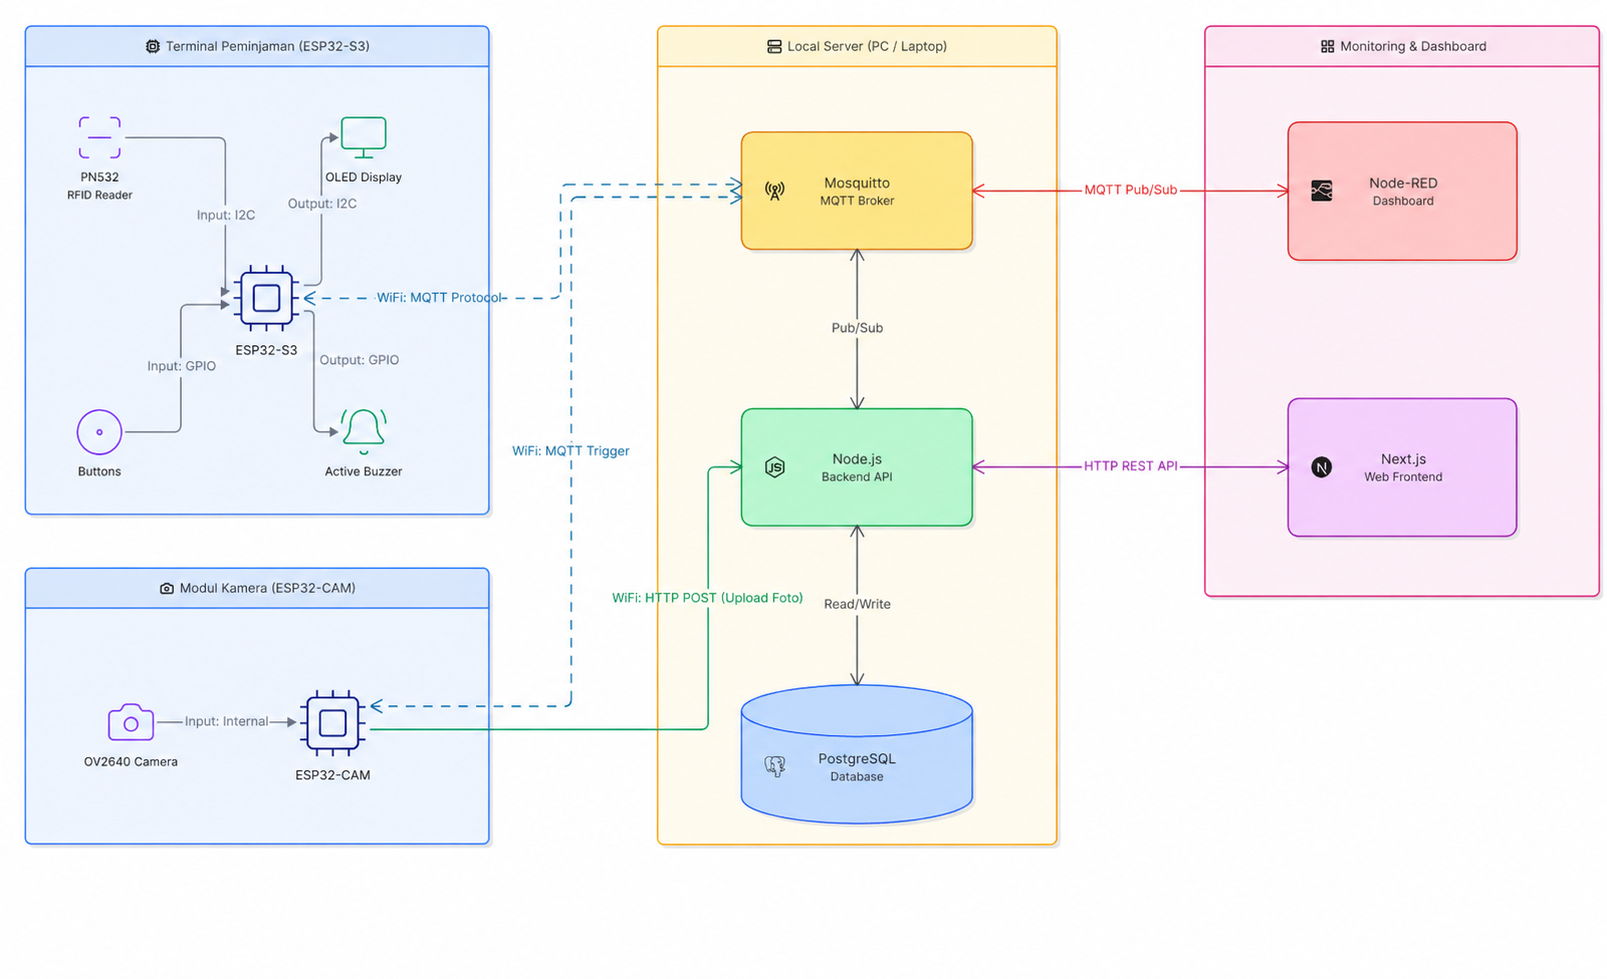 Terminal Peminjaman (ESP32-S3)
PN532
RFID Reader
OLED Display
Input: I2C
Output: I2C
WiFi: MQTT Protocol
ESP32-S3
Input: GPIO
Output: GPIO
Buttons
Active Buzzer
Modul Kamera (ESP32-CAM)
OV2640 Camera
Input: Internal
ESP32-CAM
WiFi: MQTT Trigger
WiFi: HTTP POST (Upload Foto)
Local Server (PC / Laptop)
Mosquitto
MQTT Broker
Pub/Sub
JS
Node.js
Backend API
Read/Write
PostgreSQL
Database
MQTT Pub/Sub
HTTP REST API
Monitoring & Dashboard
Node-RED
Dashboard
N
Next.js
Web Frontend